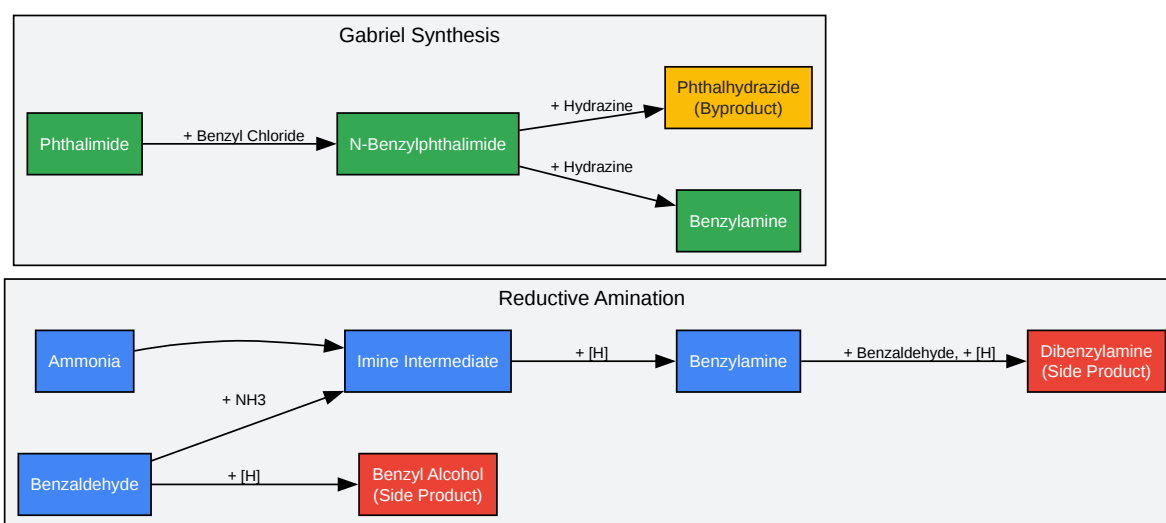 Gabriel Synthesis
Phthalimide
+ Benzyl Chloride
N-Benzylphthalimide
+ Hydrazine
Phthalhydrazide
(Byproduct)
+ Hydrazine
Benzylamine
Reductive Amination
Ammonia
Imine Intermediate
+ [H]
Benzylamine
+ Benzaldehyde, + [H]
Dibenzylamine
(Side Product)
+ NH3
Benzaldehyde
+ [H]
Benzyl Alcohol
(Side Product)